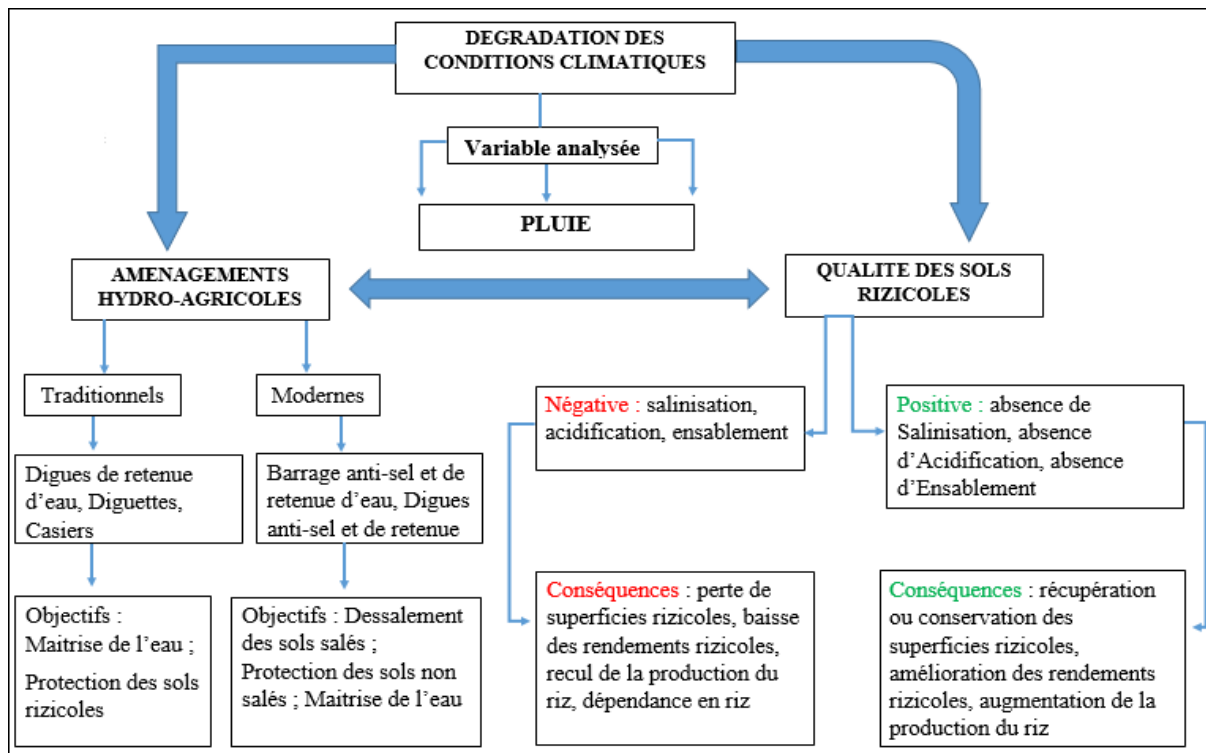 DEGRADATION DES
CONDITIONS CLIMATIQUES
Variable analysée
PLUIE
AMENAGEMENTS
HYDRO-AGRICOLES
QUALITE DES SOLS
RIZICOLES
Traditionnels
Modernes
Négative : salinisation,
acidification, ensablement
Positive : absence de
Salinisation, absence
d’Acidification, absence
d’Ensablement
Digues de retenue
d’eau, Diguettes,
Casiers
Barrage anti-sel et de
retenue d’eau, Digues
anti-sel et de retenue
Objectifs :
Maitrise de l’eau ;
Protection des sols
rizicoles
Objectifs : Dessalement
des sols salés ;
Protection des sols non
salés ; Maitrise de l’eau
Conséquences : perte de
superficies rizicoles, baisse
des rendements rizicoles,
recul de la production du
riz, dépendance en riz
Conséquences : récupération
ou conservation des
superficies rizicoles,
amélioration des rendements
rizicoles, augmentation de la
production du riz